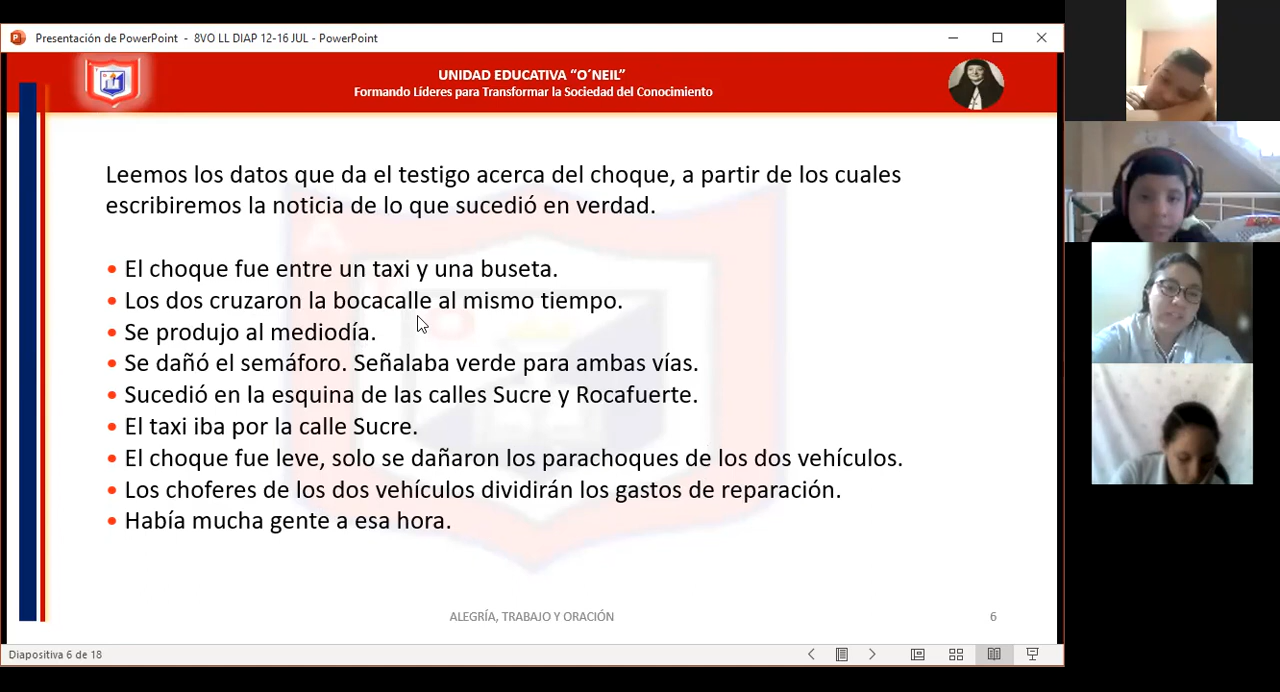 Presentación de PowerPoint - 8VO LL DIAP 12-16 JUL - PowerPoint
UNIDAD EDUCATIVA “O´NEIL”
Formando Líderes para Transformar la Sociedad del Conocimiento
Leemos los datos que da el testigo acerca del choque, a partir de los cuales
escribiremos la noticia de lo que sucedió en verdad.
• El choque fue entre un taxi y una buseta.
• Los dos cruzaron la bocacalle al mismo tiempo.
• Se produjo al mediodía.
• Se dañó el semáforo. Señalaba verde para ambas vías.
• Sucedió en la esquina de las calles Sucre y Rocafuerte.
• El taxi iba por la calle Sucre.
• El choque fue leve, solo se dañaron los parachoques de los dos vehículos.
• Los choferes de los dos vehículos dividirán los gastos de reparación.
• Había mucha gente a esa hora.
ALEGRÍA, TRABAJO Y ORACIÓN
6
Diapositiva 6 de 18